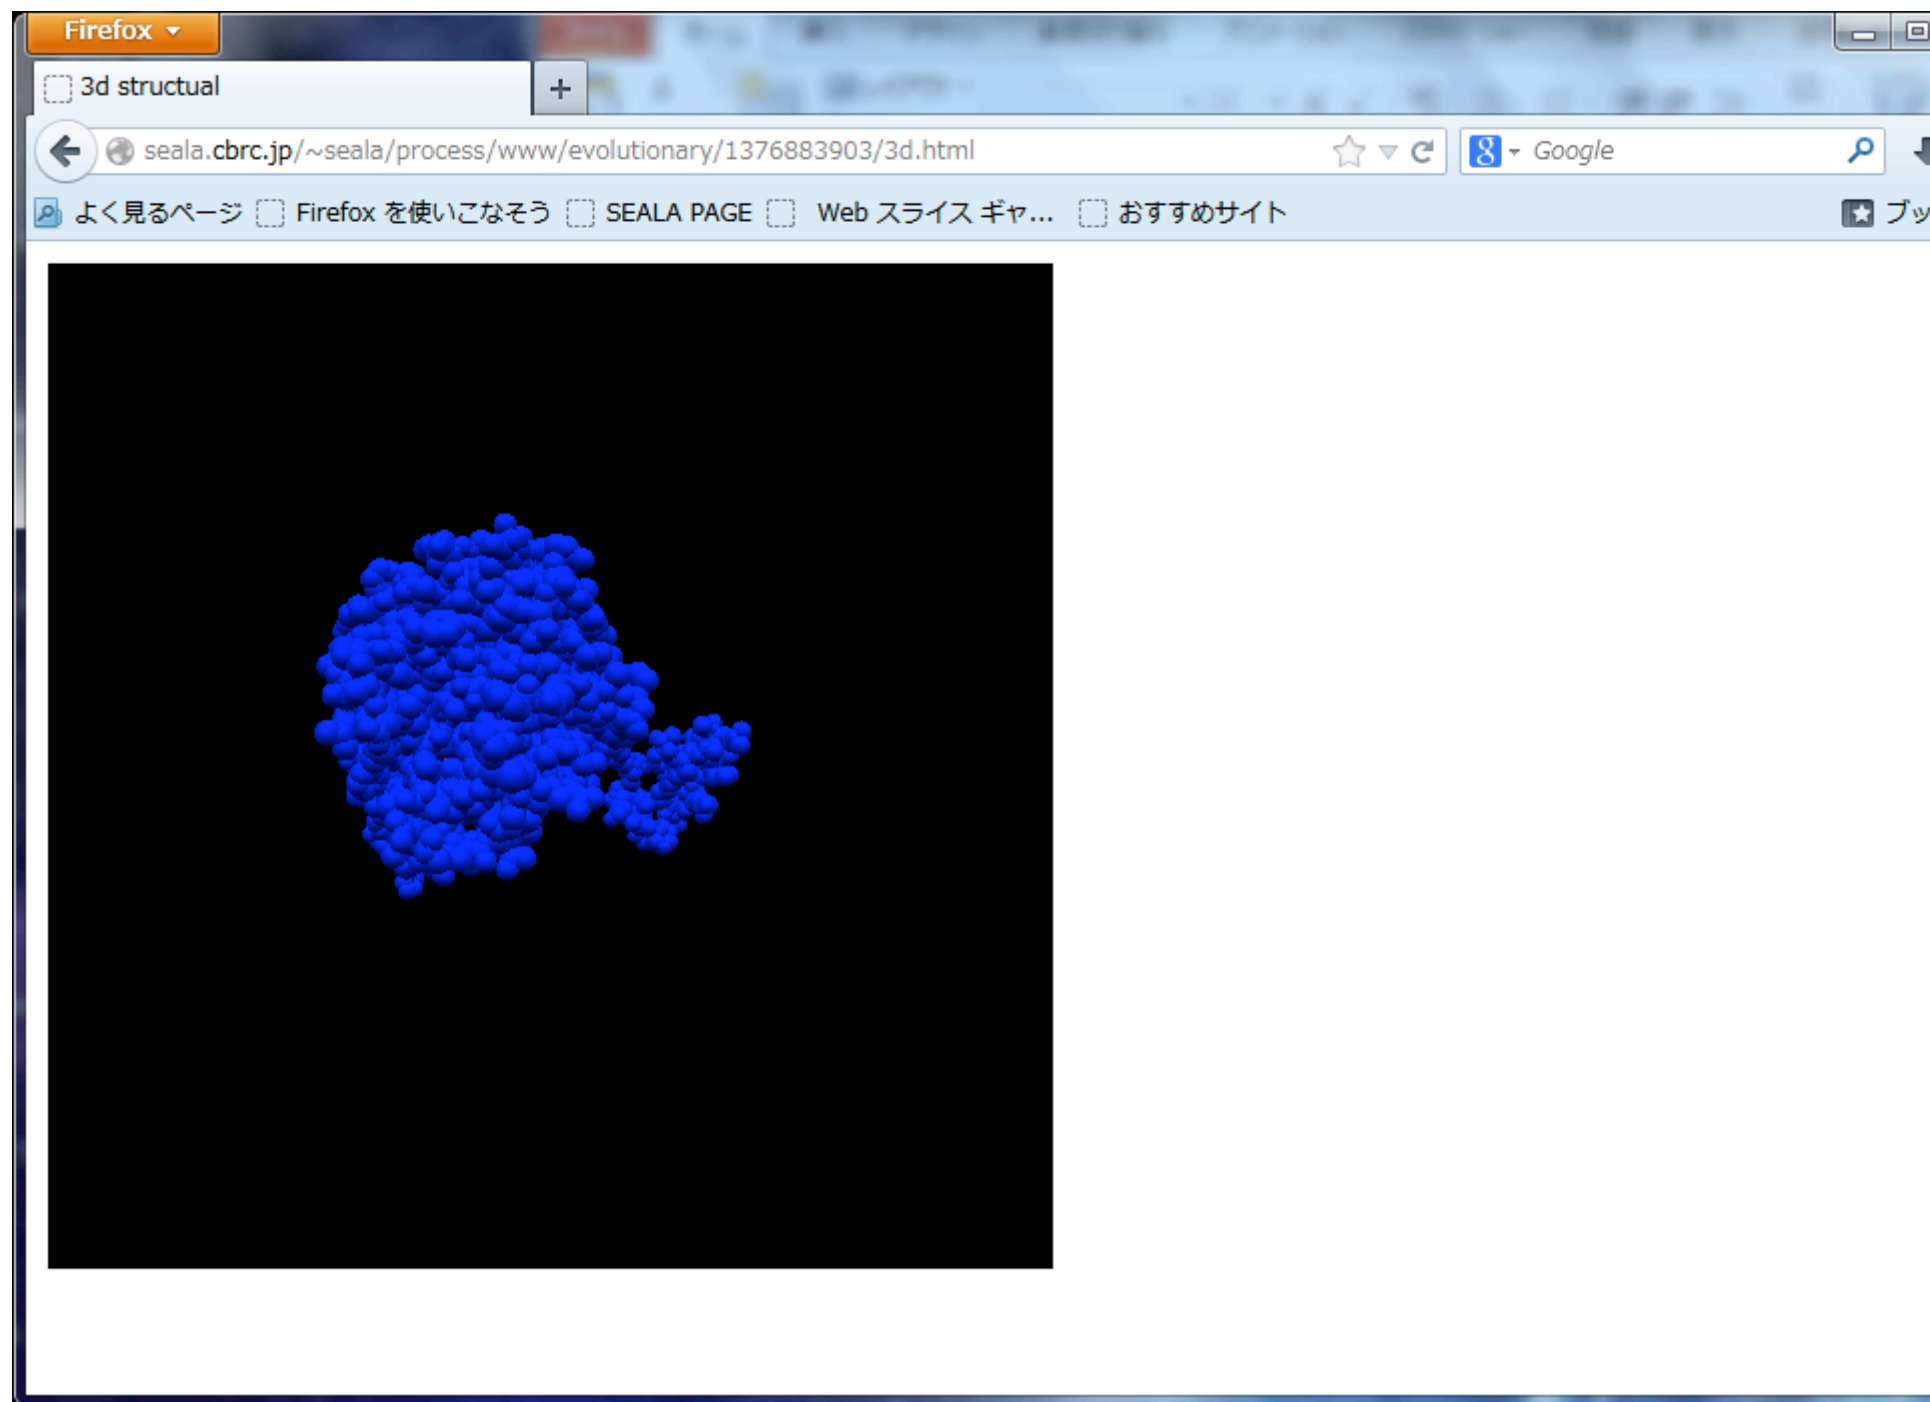 Firefox
3d structual
seala.cbrc.jp/~seala/process/www/evolutionary/1376883903/3d.html
Google
よく見るページ Firefox を使いこなそう SEALA PAGE Web スライス ギャ... おすすめサイト ブッ